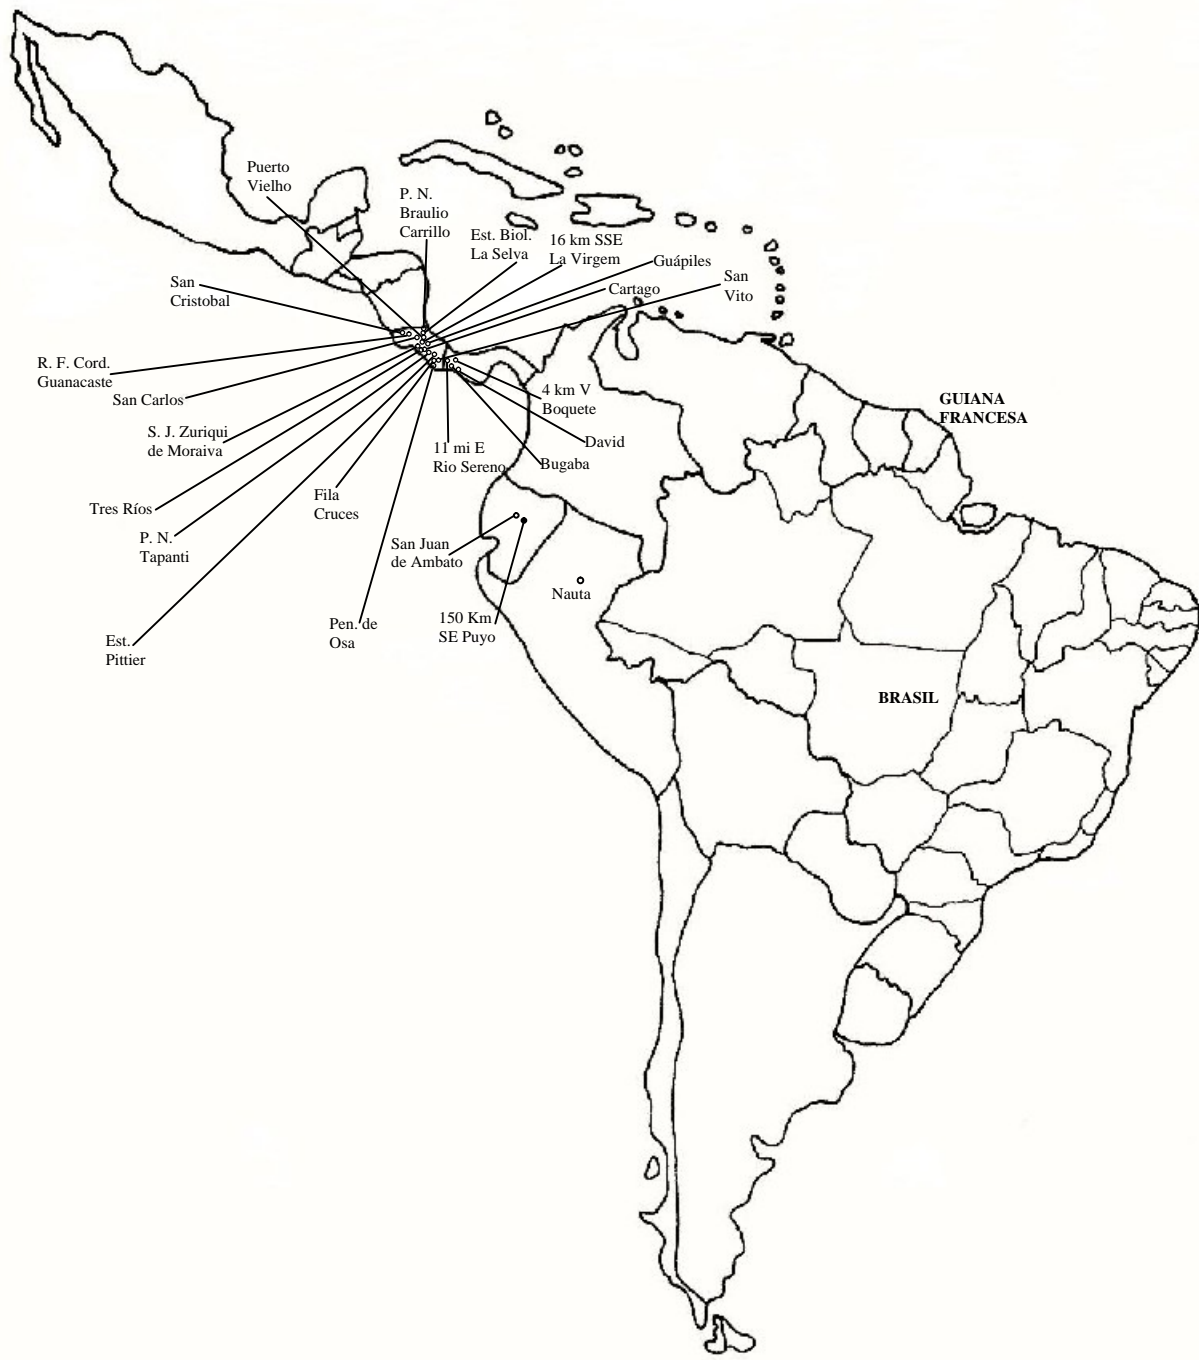 Puerto
Vielho
P. N.
Braulio
Carrillo
Est. Biol.
La Selva
16 km SSE
La Virgem
Guápiles
Cartago
San
Vito
San
Cristobal
R. F. Cord.
Guanacaste
San Carlos
S. J. Zuriqui
de Moraiva
Tres Ríos
P. N.
Tapanti
Est.
Pittier
Fila
Cruces
Pen. de
Osa
11 mi E
Rio Sereno
4 km V
Boquete
David
Bugaba
San Juan
de Ambato
150 Km
SE Puyo
Nauta
GUIANA
FRANCESA
BRASIL